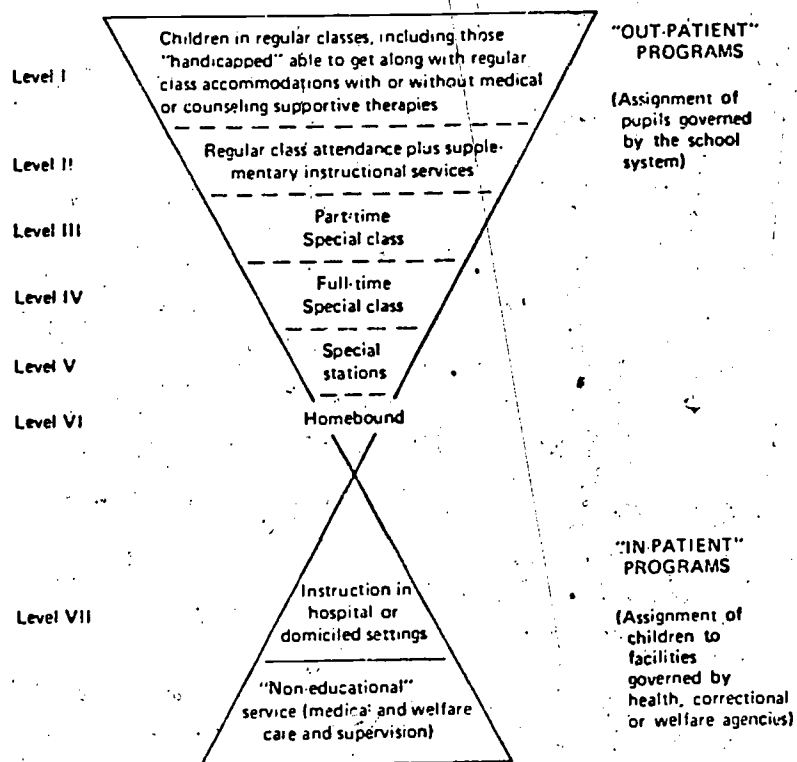 Level I
Children in regular classes, including those
"handicapped" able to get along with regular
class accommodations with or without medical
or counseling supportive therapies
"OUT-PATIENT"
PROGRAMS
(Assignment of
pupils governed
by the school
system)
Level II
Regular class attendance plus supple-
mentary instructional services
Level III
Part-time
Special class
Level IV
Full-time
Special class
Level V
Special
stations
Level VI
Homebound
Level VII
Instruction in
hospital or
domiciled settings
"Non-educational"
service (medical and welfare
care and supervision)
"IN-PATIENT"
PROGRAMS
(Assignment of
children to
facilities
governed by
health, correctional
or welfare agencies)